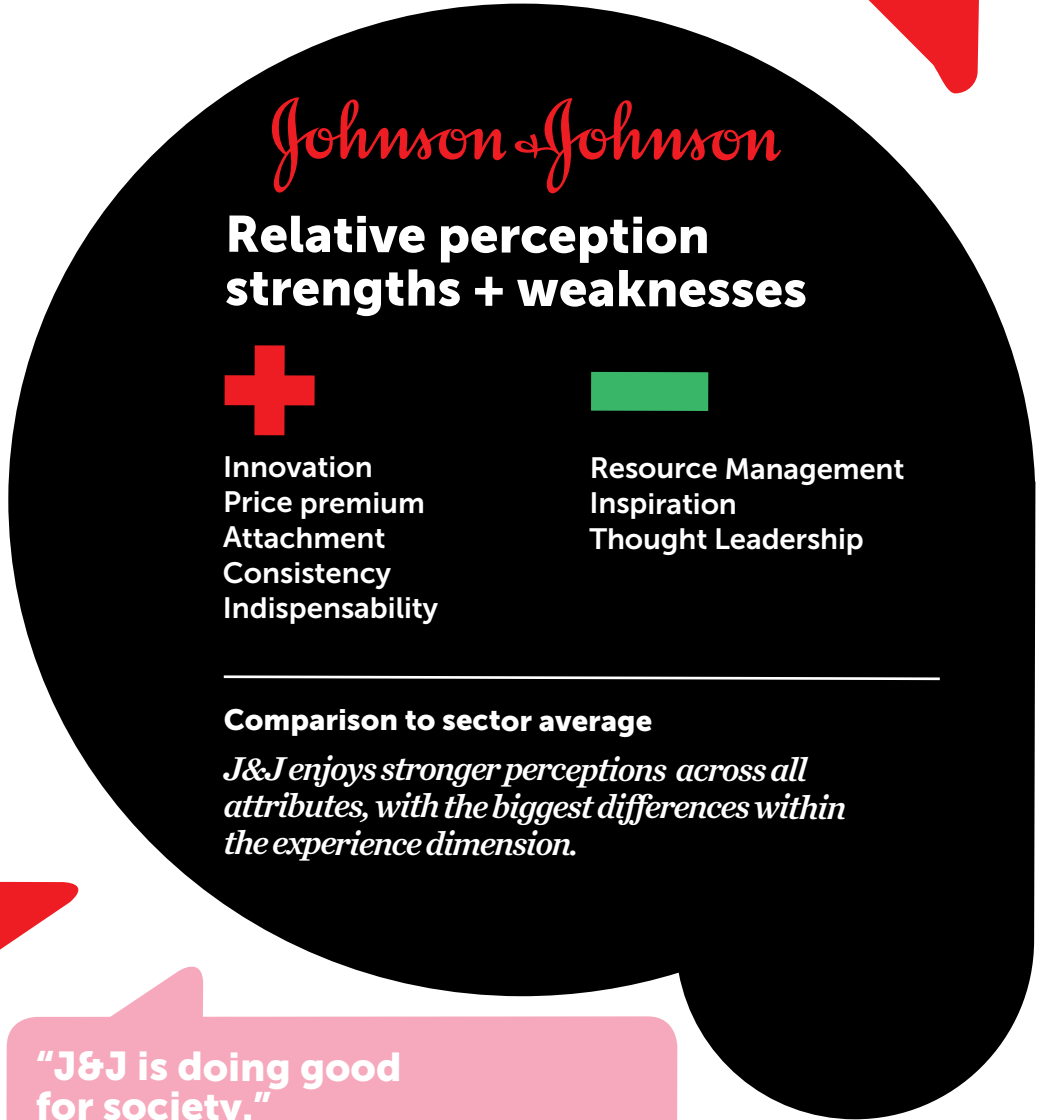 Johnson & Johnson
Relative perception
strengths + weaknesses
Innovation
Price premium
Attachment
Consistency
Indispensability
Resource Management
Inspiration
Thought Leadership
Comparison to sector average
J&J enjoys stronger perceptions across all
attributes, with the biggest differences within
the experience dimension.
“J&J is doing good
for society.”